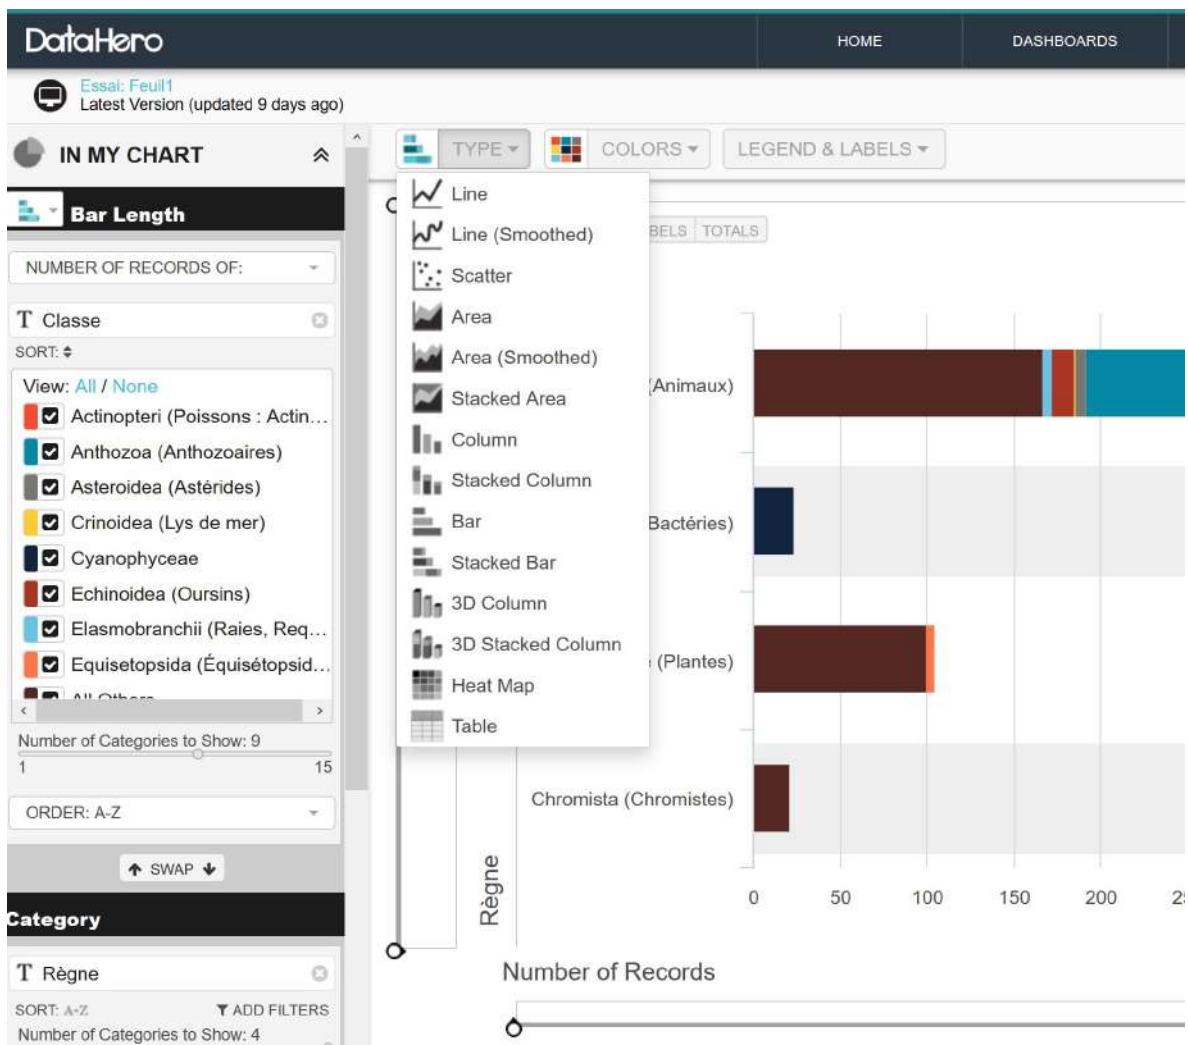 DataHero
HOME
DASHBOARDS
Essai: Feuil1
Latest Version (updated 9 days ago)
IN MY CHART
TYPE
COLORS
LEGEND & LABELS
Bar Length
NUMBER OF RECORDS OF:
T Classe
SORT:
View: All / None
Actinopteri (Poissons : Actin...
Anthozoa (Anthozoaires)
Asteroidea (Astérides)
Crinoidea (Lys de mer)
Cyanophyceae
Echinoidea (Oursins)
Elasmobranchii (Raies, Req...
Equisetopsida (Équisétopsid...
All Others
Number of Categories to Show: 9
1 15
ORDER: A-Z
SWAP
Category
T Règne
SORT: A-Z ADD FILTERS
Number of Categories to Show: 4
Line
Line (Smoothed)
Scatter
Area
Area (Smoothed)
Stacked Area
Column
Stacked Column
Bar
Stacked Bar
3D Column
3D Stacked Column
Heat Map
Table
TOTALS
(Animaux)
Bactéries)
(Plantes)
Chromista (Chromistes)
Règne
0 50 100 150 200
Number of Records